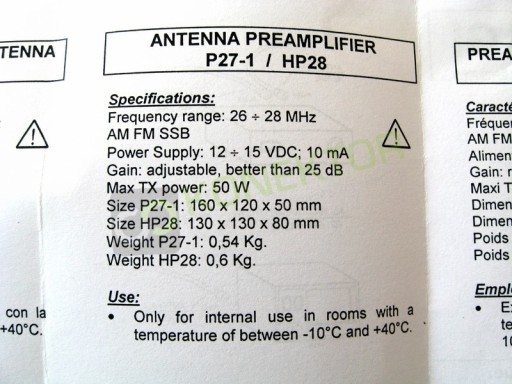 TENNA
con la
+40°C.
ANTENNA PREAMPLIFIER
P27-1 / HP28
Specifications:
Frequency range: 26 ÷ 28 MHz
AM FM SSB
Power Supply: 12 ÷ 15 VDC; 10 mA
Gain: adjustable, better than 25 dB
Max TX power: 50 W
Size P27-1: 160 x 120 x 50 mm
Size HP28: 130 x 130 x 80 mm
Weight P27-1: 0,54 Kg.
Weight HP28: 0,6 Kg.
Use:
• Only for internal use in rooms with a
temperature of between -10°C and +40°C.
PREA
Caracté
Fréque
AM FM
Alimen
Gain: r
Maxi T
Dimen
Dimen
Poids
Poids
Emplo
• E
te
10